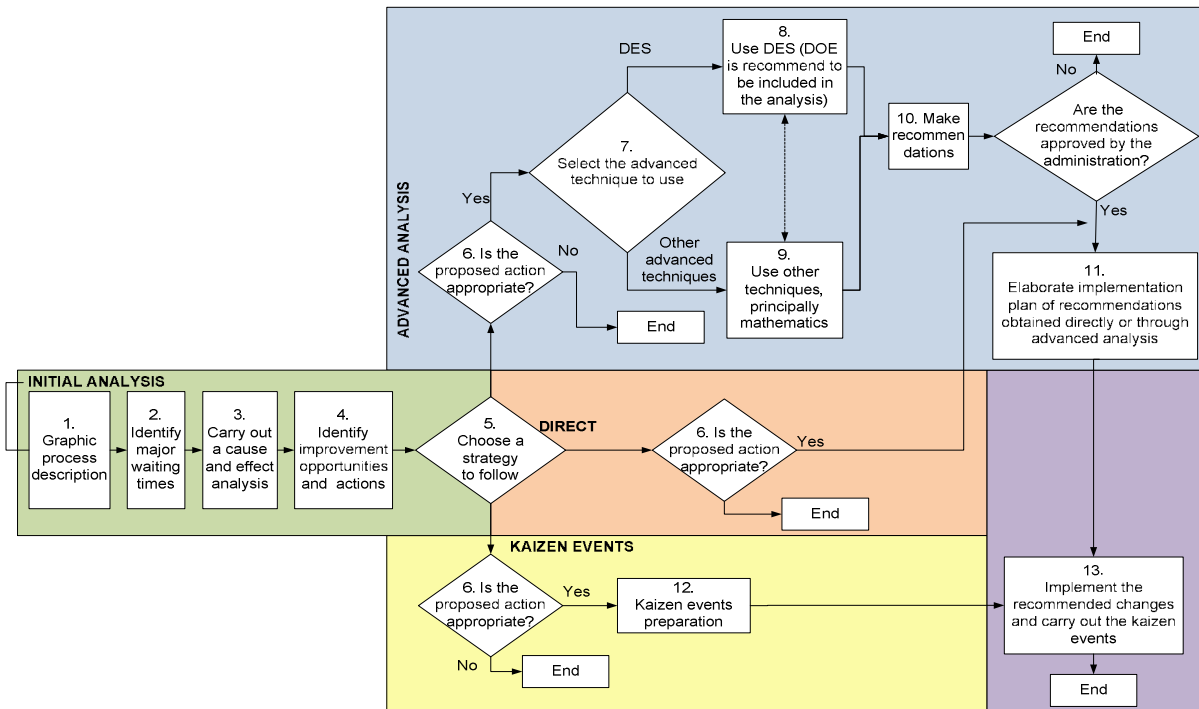 8.
Use DES (DOE
is recommend to
be included in
the analysis)
DES
End
No
Are the
recommendations
approved by the
administration?
10. Make
recommen
dations
7.
Select the advanced
technique to use
ADVANCED ANALYSIS
Yes
Yes
6. Is the
proposed action
appropriate?
No
Other
advanced
techniques
9.
Use other
techniques,
principally
mathematics
End
11.
Elaborate implementation
plan of recommendations
obtained directly or through
advanced analysis
INITIAL ANALYSIS
1.
Graphic
process
description
2.
Identify
major
waiting
times
3.
Carry out
a cause
and effect
analysis
4.
Identify
improvement
opportunities
and actions
5.
Choose a
strategy
to follow
DIRECT
6. Is the
proposed action
appropriate?
Yes
End
KAIZEN EVENTS
6. Is the
proposed action
appropriate?
Yes
12.
Kaizen events
preparation
No
End
13.
Implement the
recommended changes
and carry out the kaizen
events
End